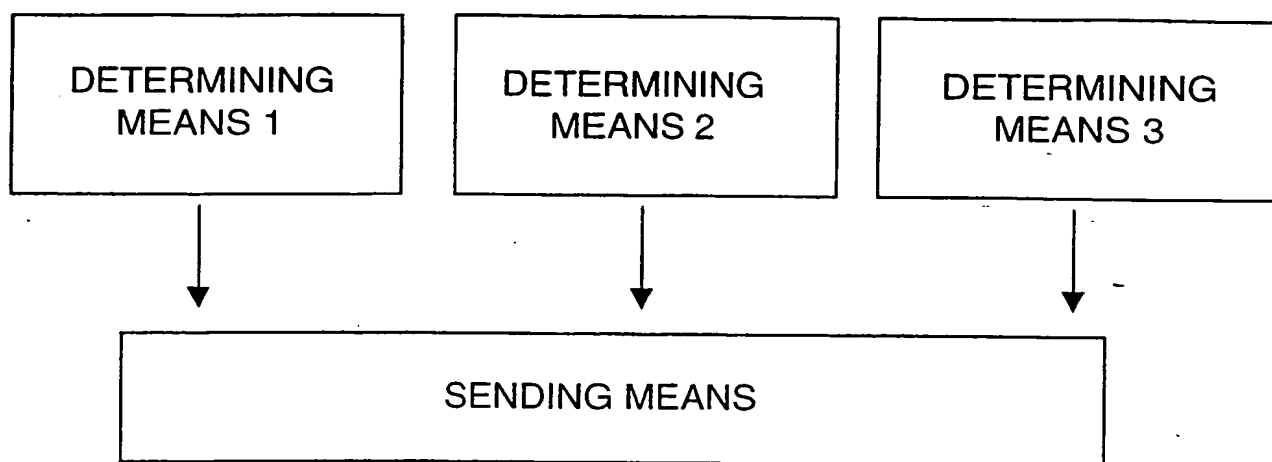 DETERMINING
MEANS 1
DETERMINING
MEANS 2
DETERMINING
MEANS 3
SENDING MEANS